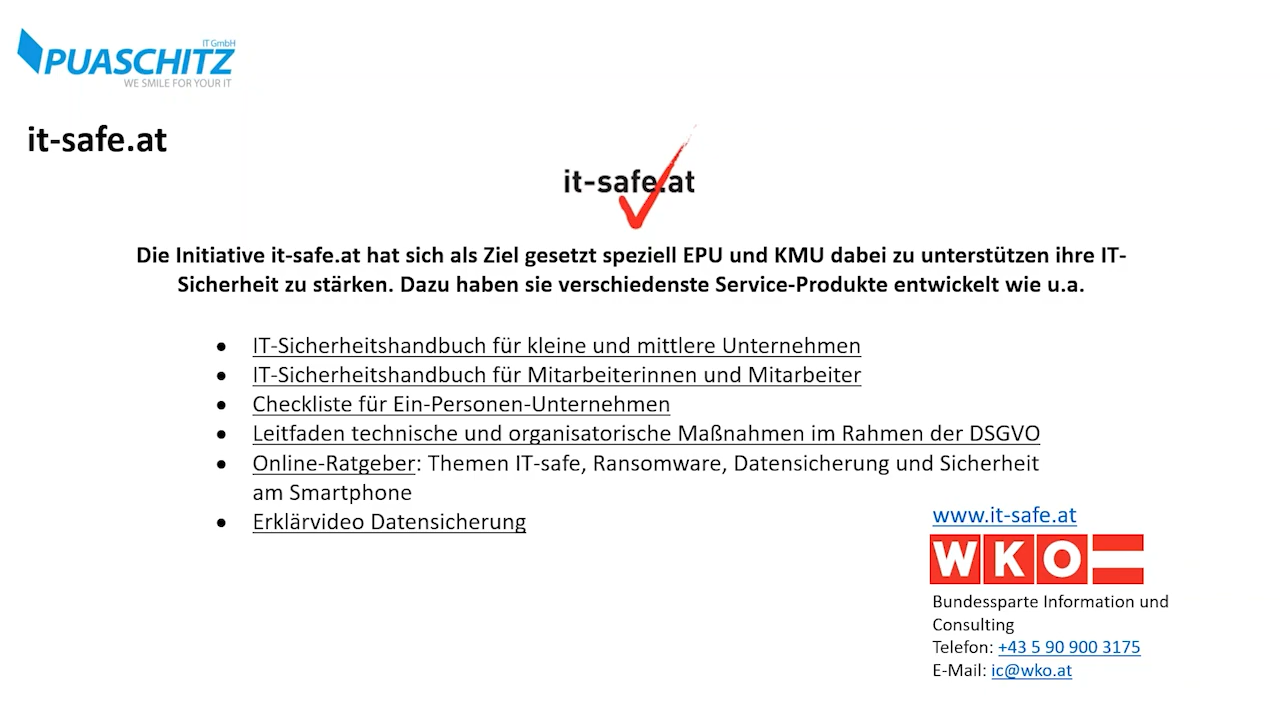 IT GmbH
PUASCHITZ
WE SMILE FOR YOUR IT
it-safe.at
it-safe.at
Die Initiative it-safe.at hat sich als Ziel gesetzt speziell EPU und KMU dabei zu unterstützen ihre IT-
Sicherheit zu stärken. Dazu haben sie verschiedenste Service-Produkte entwickelt wie u.a.
• IT-Sicherheitshandbuch für kleine und mittlere Unternehmen
• IT-Sicherheitshandbuch für Mitarbeiterinnen und Mitarbeiter
• Checkliste für Ein-Personen-Unternehmen
• Leitfaden technische und organisatorische Maßnahmen im Rahmen der DSGVO
• Online-Ratgeber: Themen IT-safe, Ransomware, Datensicherung und Sicherheit
am Smartphone
• Erklärvideo Datensicherung
www.it-safe.at
WKO
Bundessparte Information und
Consulting
Telefon: +43 5 90 900 3175
E-Mail: ic@wko.at